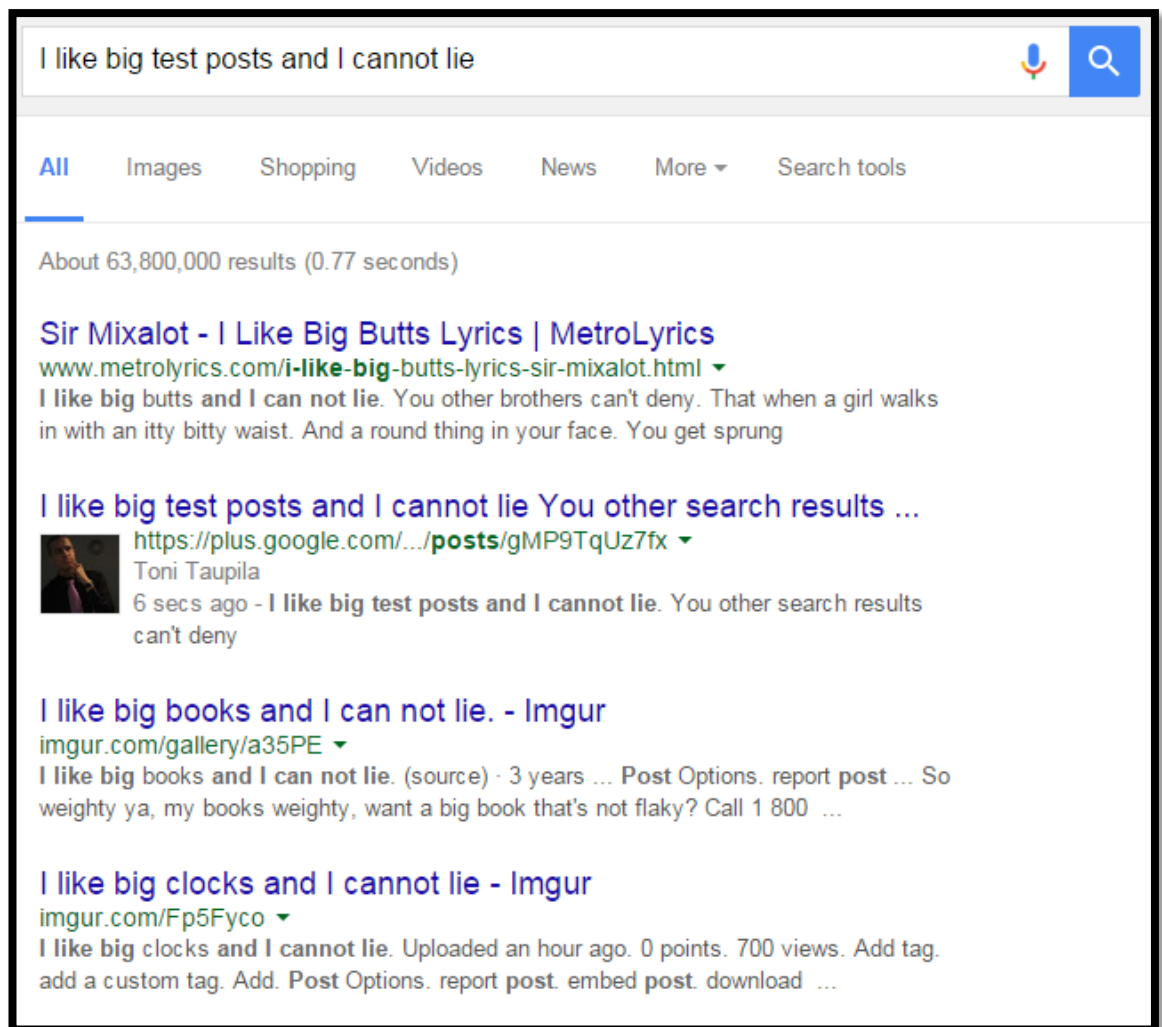 I like big test posts and I cannot lie
All Images Shopping Videos News More Search tools
About 63,800,000 results (0.77 seconds)
Sir Mixalot - I Like Big Butts Lyrics | MetroLyrics
www.metrolyrics.com/i-like-big-butts-lyrics-sir-mixalot.html
I like big butts and I can not lie. You other brothers can't deny. That when a girl walks
in with an itty bitty waist. And a round thing in your face. You get sprung
I like big test posts and I cannot lie You other search results ...
https://plus.google.com/.../posts/gMP9TqUz7fx
Toni Taupila
6 secs ago - I like big test posts and I cannot lie. You other search results
can't deny
I like big books and I can not lie. - Imgur
imgur.com/gallery/a35PE
I like big books and I can not lie. (source) · 3 years ... Post Options. report post ... So
weighty ya, my books weighty, want a big book that's not flaky? Call 1 800 ...
I like big clocks and I cannot lie - Imgur
imgur.com/Fp5Fyco
I like big clocks and I cannot lie. Uploaded an hour ago. 0 points. 700 views. Add tag.
add a custom tag. Add. Post Options. report post. embed post. download ...